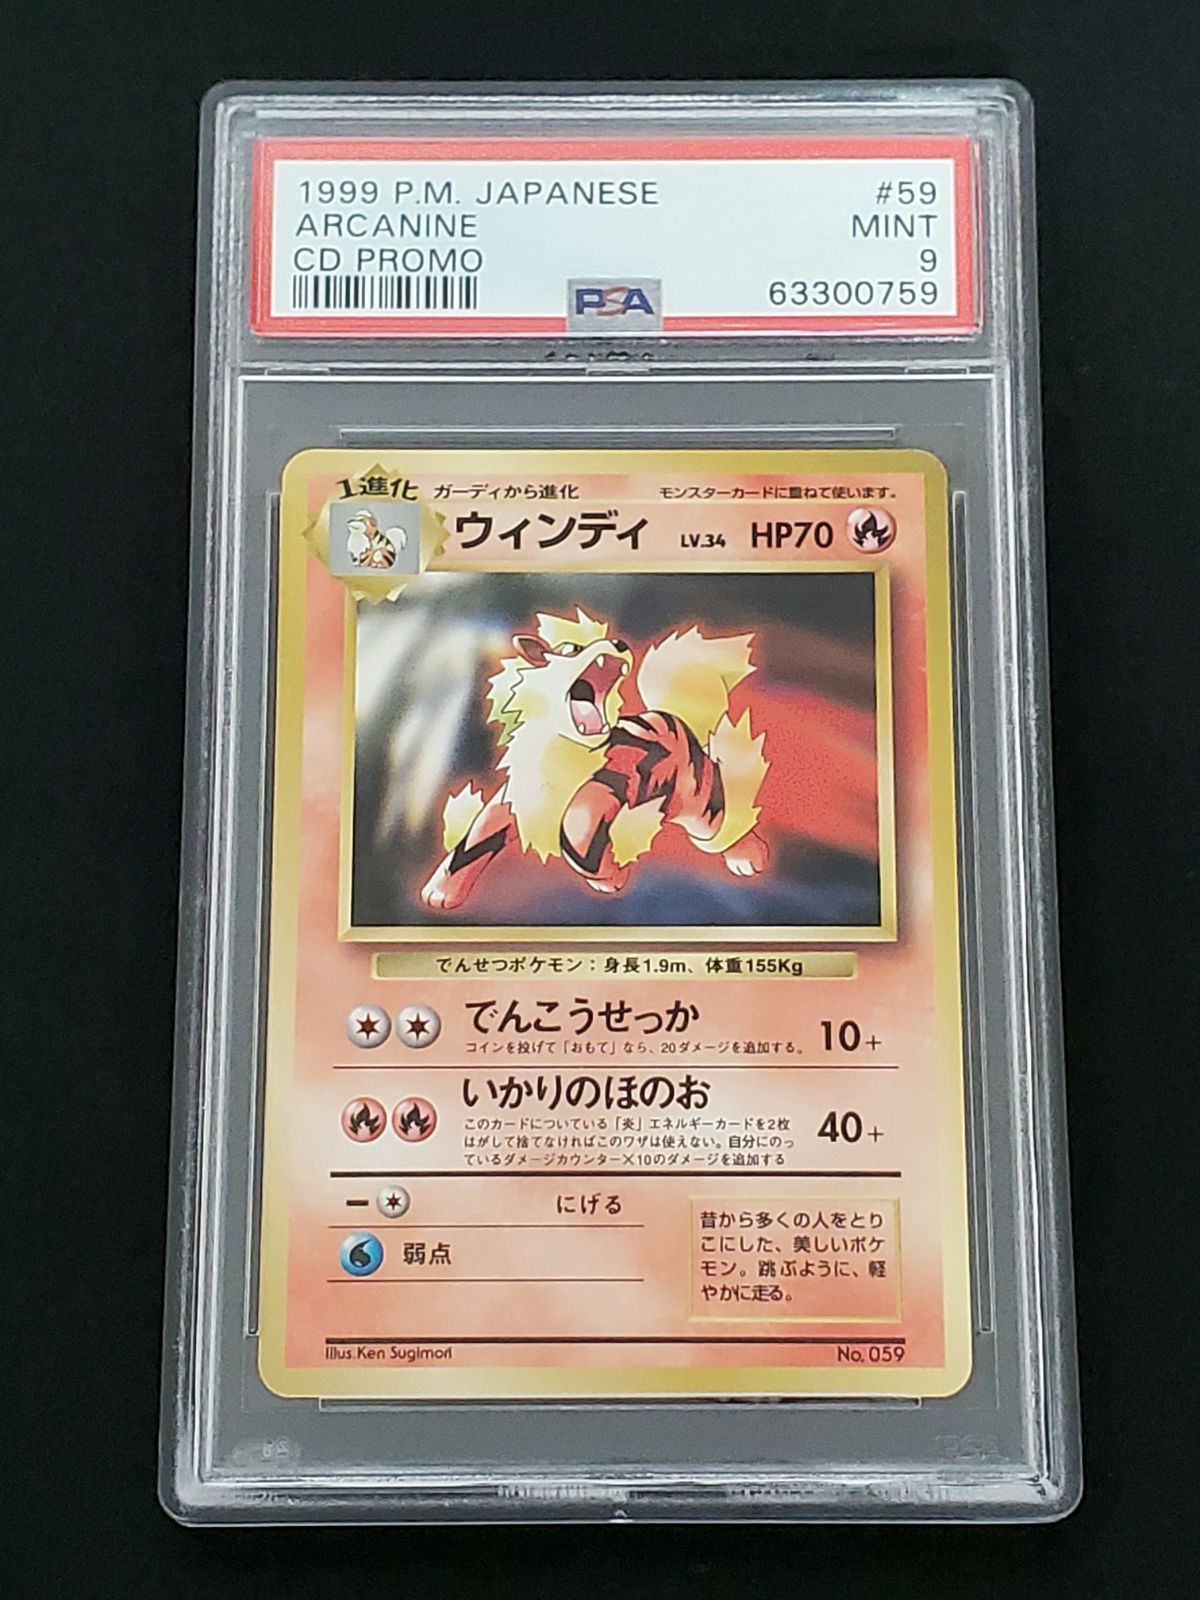 1999 P.M. JAPANESE #59
ARCANINE MINT
CD PROMO 9
PSA 63300759
1進化 ガーディから進化 モンスターカードに重ねて使います。
ウィンディ LV.34 HP70
でんせつポケモン：身長1.9m、体重155Kg
でんこうせっか 10+
コインを投げて「おもて」なら、20ダメージを追加する。
いかりのほのお 40+
このカードについている「炎」エネルギーカードを2枚
はがして捨てなければこのワザは使えない。自分にのっ
ているダメージカウンター×10のダメージを追加する
にげる
弱点
昔から多くの人をとり
こにした、美しいポケ
モン。跳ぶように、軽
やかに走る。
Illus.Ken Sugimori No. 059